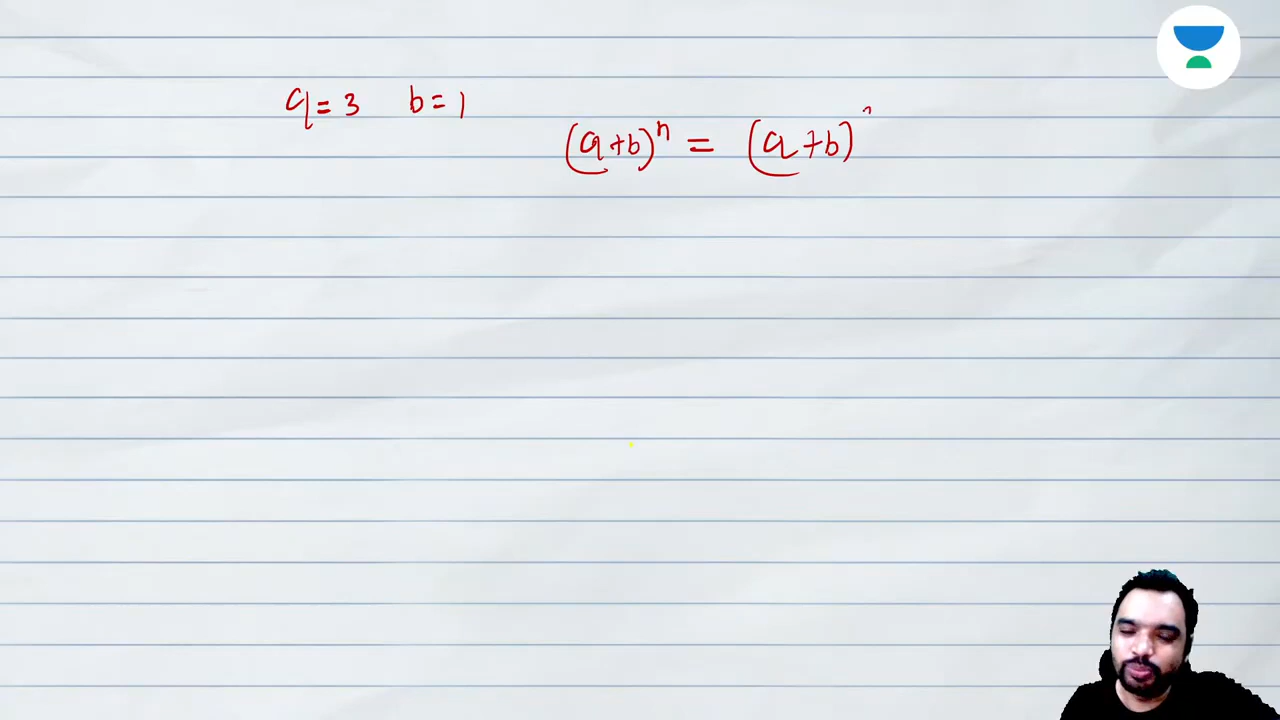 a = 3 b = 1
(a+b)^n = (a+b)